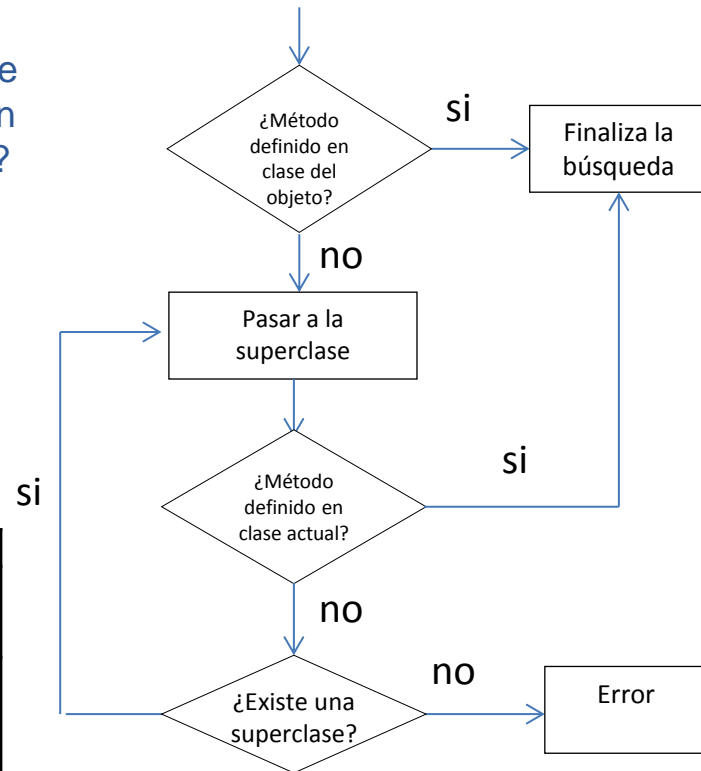 e
n
?
¿Método
definido en
clase del
objeto?
si
Finaliza la
búsqueda
no
Pasar a la
superclase
¿Método
definido en
clase actual?
si
si
no
¿Existe una
superclase?
no
Error